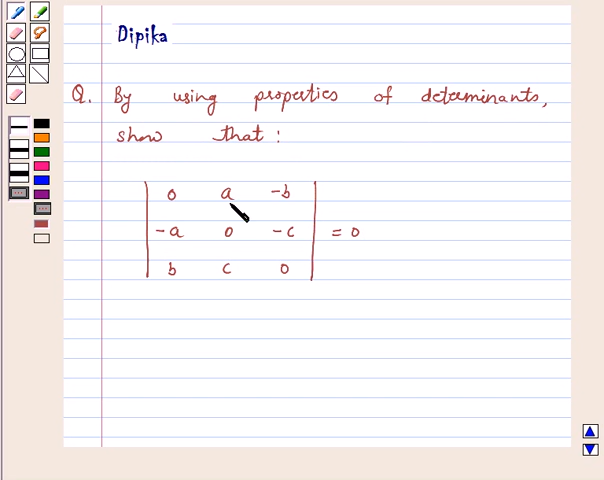 Dipika
Q. By using properties of determinants,
show that :
0 a -b
-a 0 -c = 0
b c 0